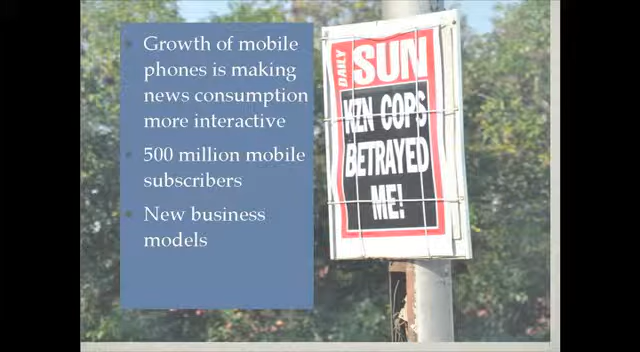 Growth of mobile
phones is making
news consumption
more interactive
500 million mobile
subscribers
New business
models
DAILY
SUN
KZN COPS
BETRAYED
ME!